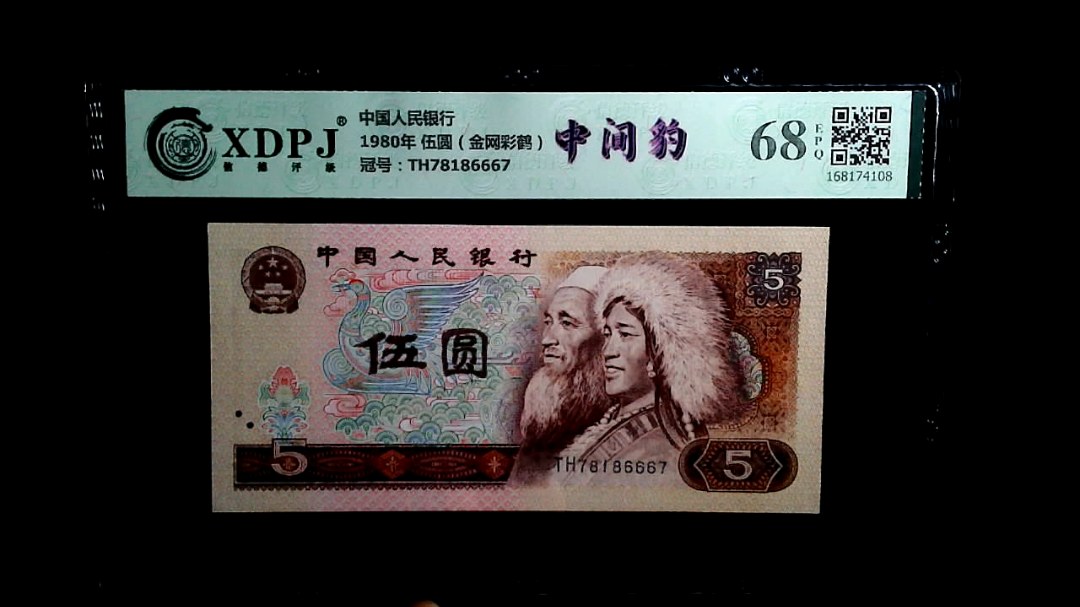 XDPJ®
中国人民银行
1980年 伍圆（金网彩鹤）
冠号：TH78186667
中间豹
68
EPQ
168174108
中国人民银行
5
伍圆
5
TH78186667
5